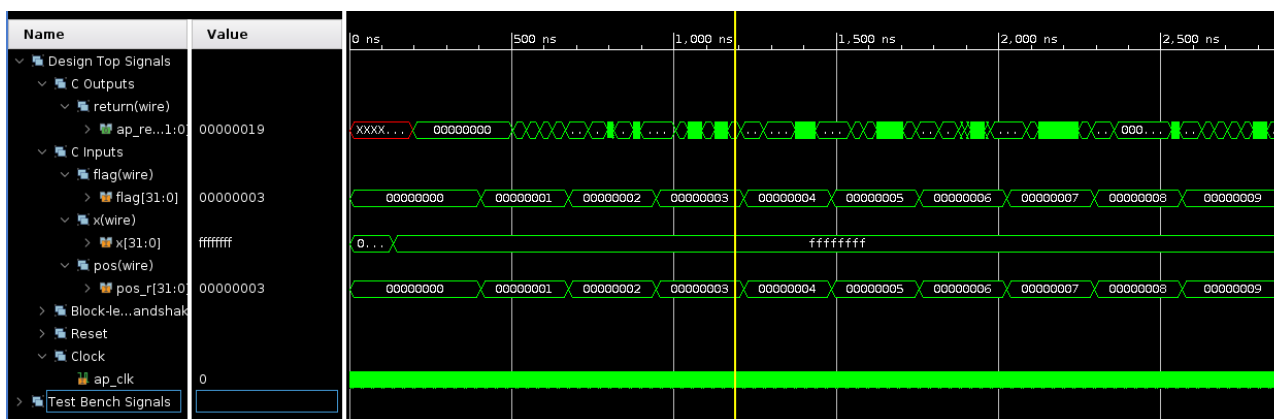 Name Value
0 ns 500 ns 1,000 ns 1,500 ns 2,000 ns 2,500 ns
Design Top Signals
C Outputs
return(wire)
ap_re...1:0] 00000019 XXXX... 00000000 ... ... 000...
C Inputs
flag(wire)
flag[31:0] 00000003 00000000 00000001 00000002 00000003 00000004 00000005 00000006 00000007 00000008 00000009
x(wire)
x[31:0] ffffffff 0... ffffffff
pos(wire)
pos_r[31:0] 00000003 00000000 00000001 00000002 00000003 00000004 00000005 00000006 00000007 00000008 00000009
Block-le...andshak
Reset
Clock
ap_clk 0
Test Bench Signals